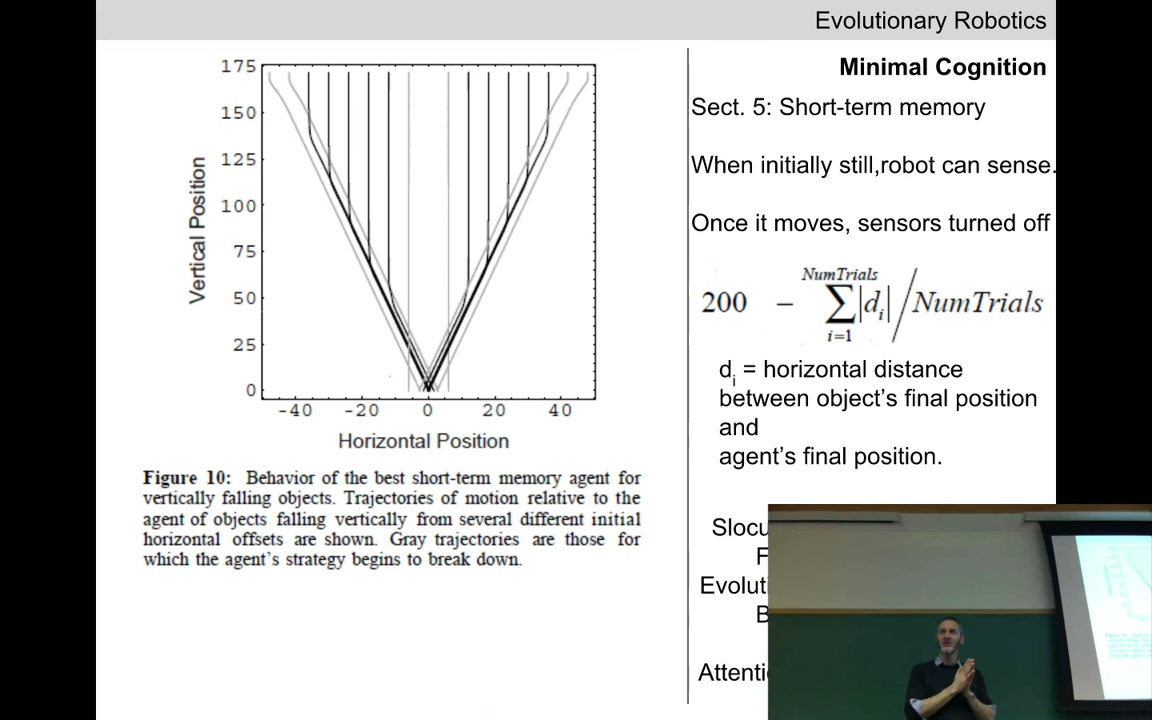 Evolutionary Robotics
175
150
125
100
75
50
25
0
Vertical Position
-40
-20
0
20
40
Horizontal Position
Figure 10: Behavior of the best short-term memory agent for
vertically falling objects. Trajectories of motion relative to the
agent of objects falling vertically from several different initial
horizontal offsets are shown. Gray trajectories are those for
which the agent's strategy begins to break down.
Minimal Cognition
Sect. 5: Short-term memory
When initially still,robot can sense.
Once it moves, sensors turned off
200 − NumTrials ∑ i=1 |di| / NumTrials
di = horizontal distance
between object's final position
and
agent's final position.
Slocu
F
Evoluti
B
Attenti